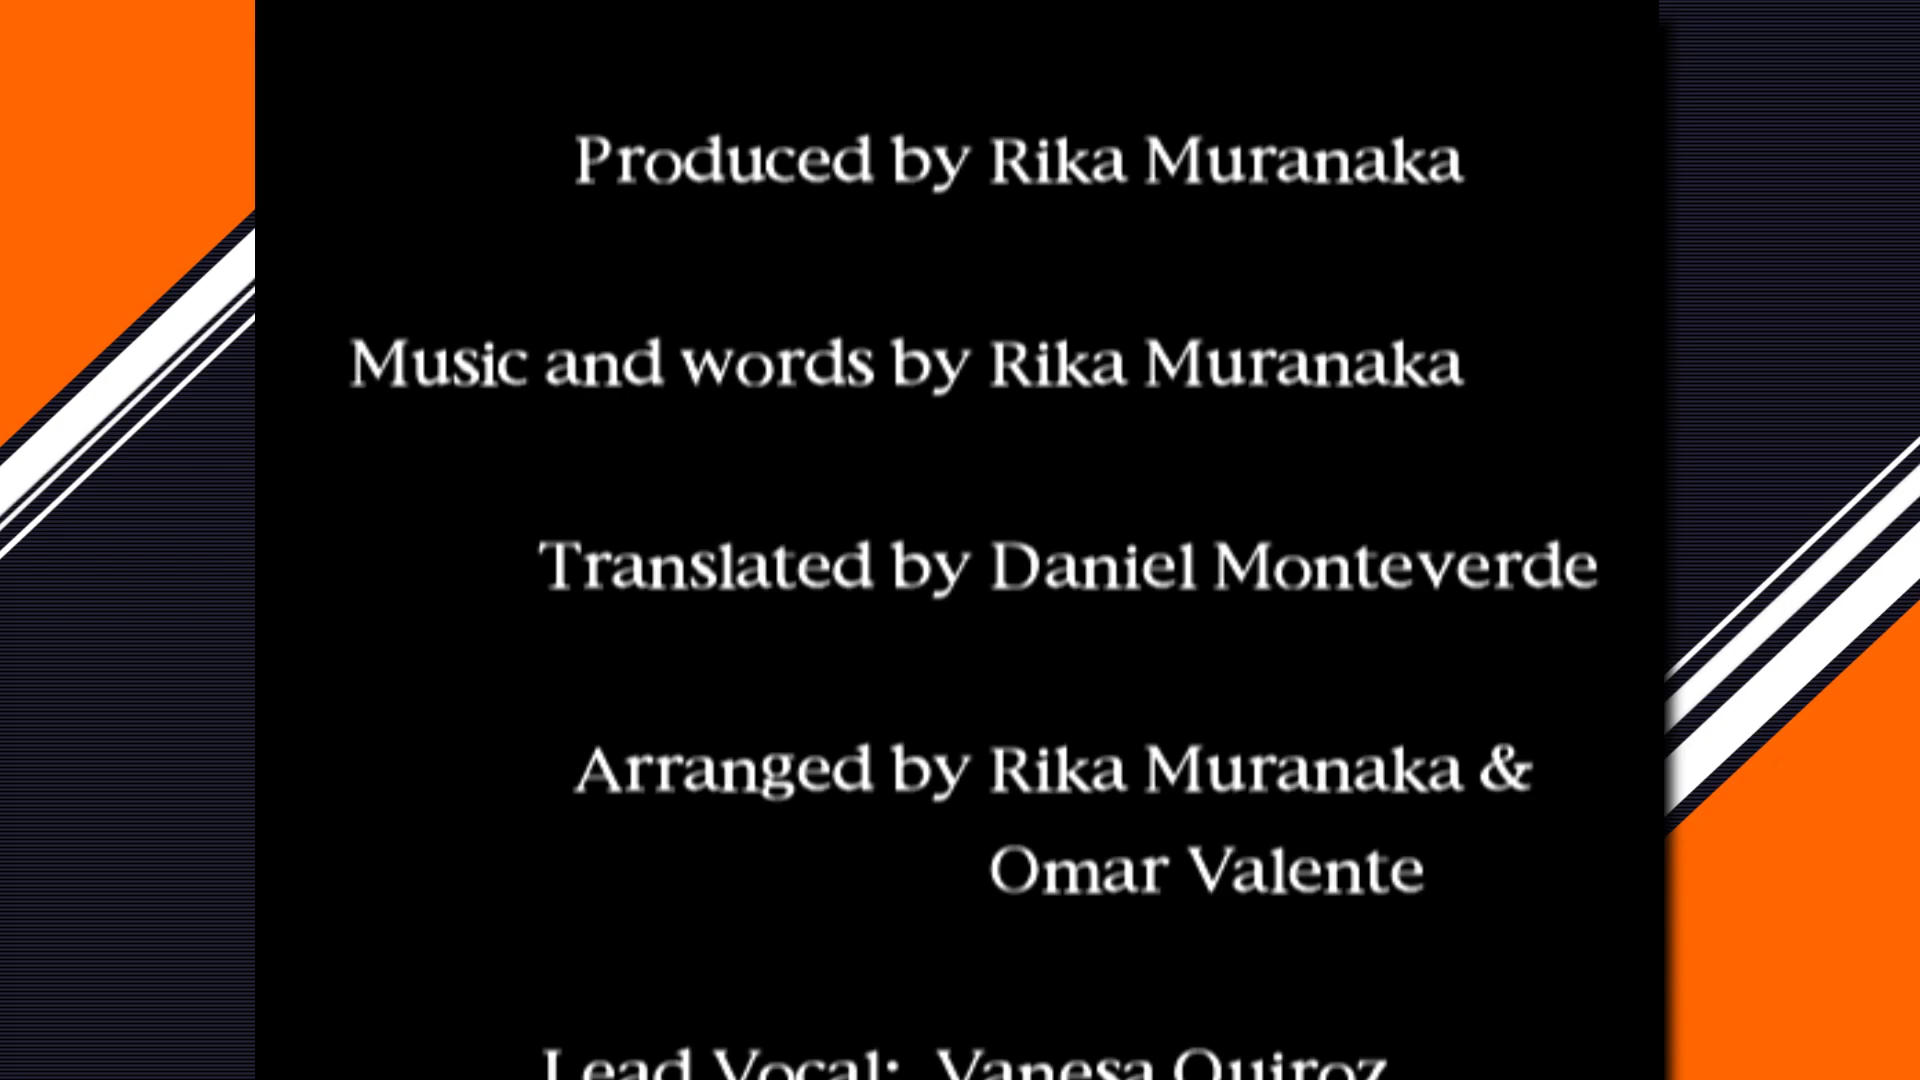 Produced by Rika Muranaka
Music and words by Rika Muranaka
Translated by Daniel Monteverde
Arranged by Rika Muranaka &
Omar Valente
Lead Vocal: Vanesa Quiroz